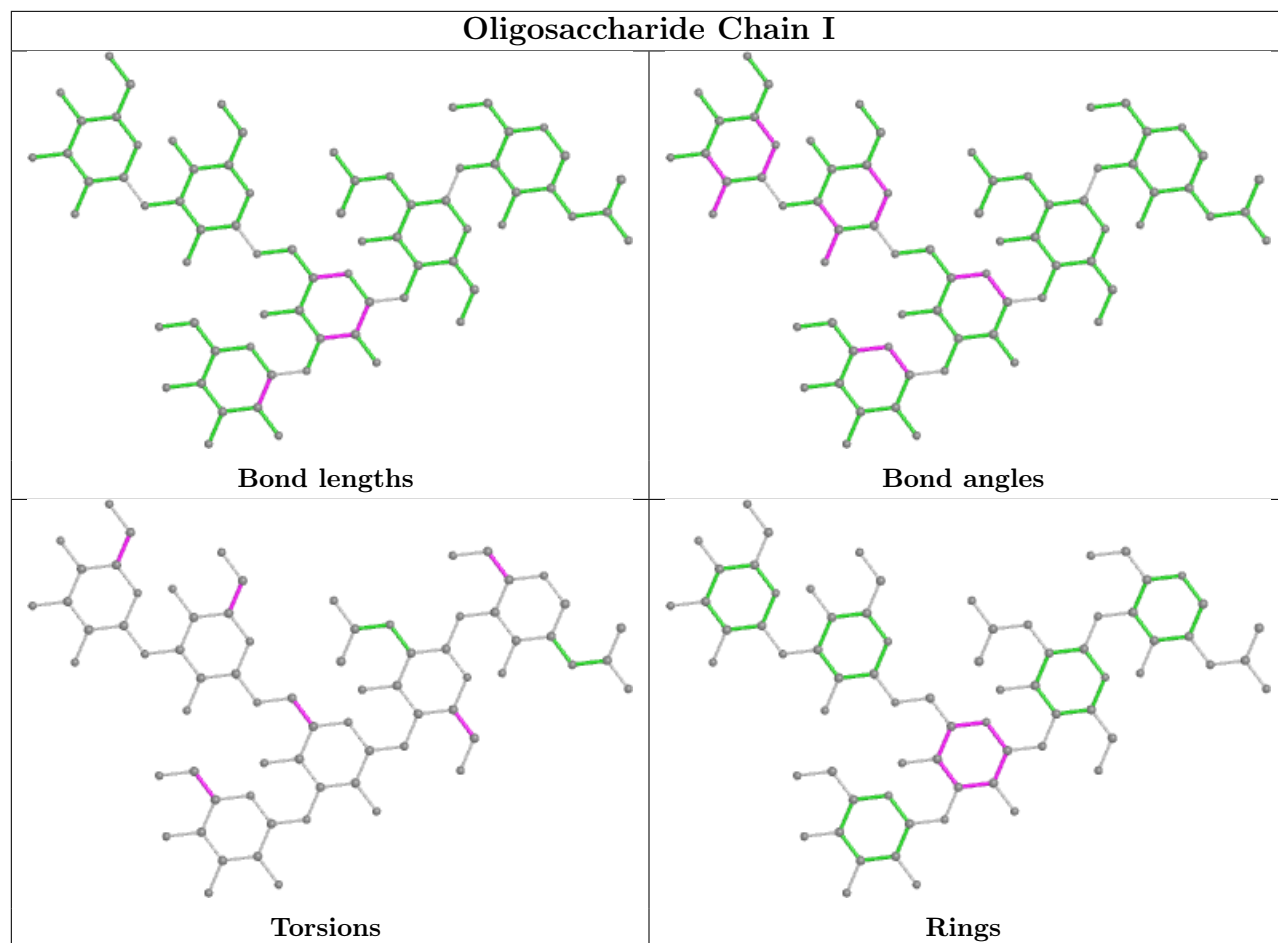 Oligosaccharide Chain I
Bond lengths
Bond angles
Torsions
Rings